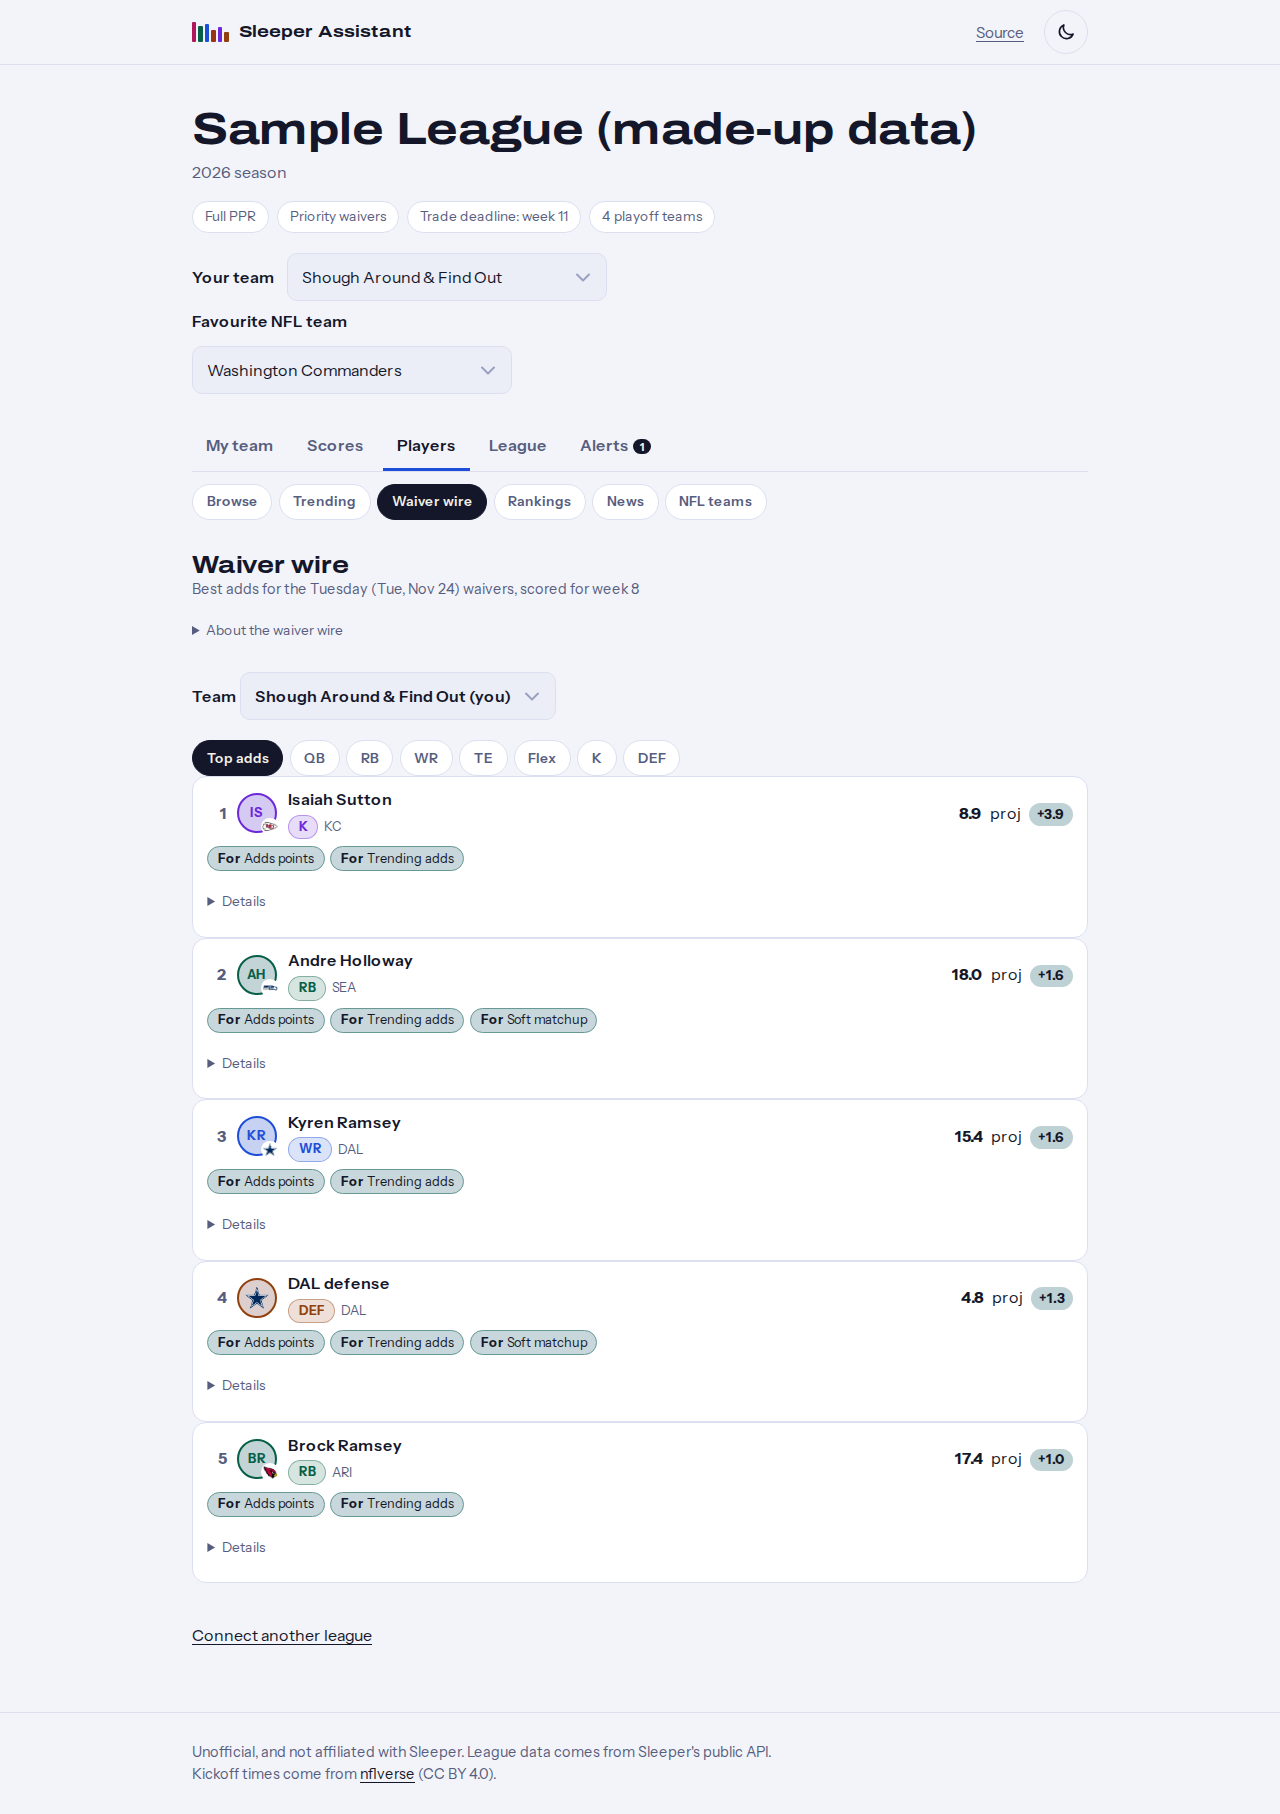 Sleeper Assistant
Source
Sample League (made-up data)
2026 season
Full PPR
Priority waivers
Trade deadline: week 11
4 playoff teams
Your team
Shough Around & Find Out
Favourite NFL team
Washington Commanders
My team
Scores
Players
League
Alerts 1
Browse
Trending
Waiver wire
Rankings
News
NFL teams
Waiver wire
Best adds for the Tuesday (Tue, Nov 24) waivers, scored for week 8
About the waiver wire
Team
Shough Around & Find Out (you)
Top adds
QB
RB
WR
TE
Flex
K
DEF
1
IS
Isaiah Sutton
K KC
8.9 proj +3.9
For Adds points
For Trending adds
Details
2
AH
Andre Holloway
RB SEA
18.0 proj +1.6
For Adds points
For Trending adds
For Soft matchup
Details
3
KR
Kyren Ramsey
WR DAL
15.4 proj +1.6
For Adds points
For Trending adds
Details
4
DAL defense
DEF DAL
4.8 proj +1.3
For Adds points
For Trending adds
For Soft matchup
Details
5
BR
Brock Ramsey
RB ARI
17.4 proj +1.0
For Adds points
For Trending adds
Details
Connect another league
Unofficial, and not affiliated with Sleeper. League data comes from Sleeper's public API.
Kickoff times come from nflverse (CC BY 4.0).